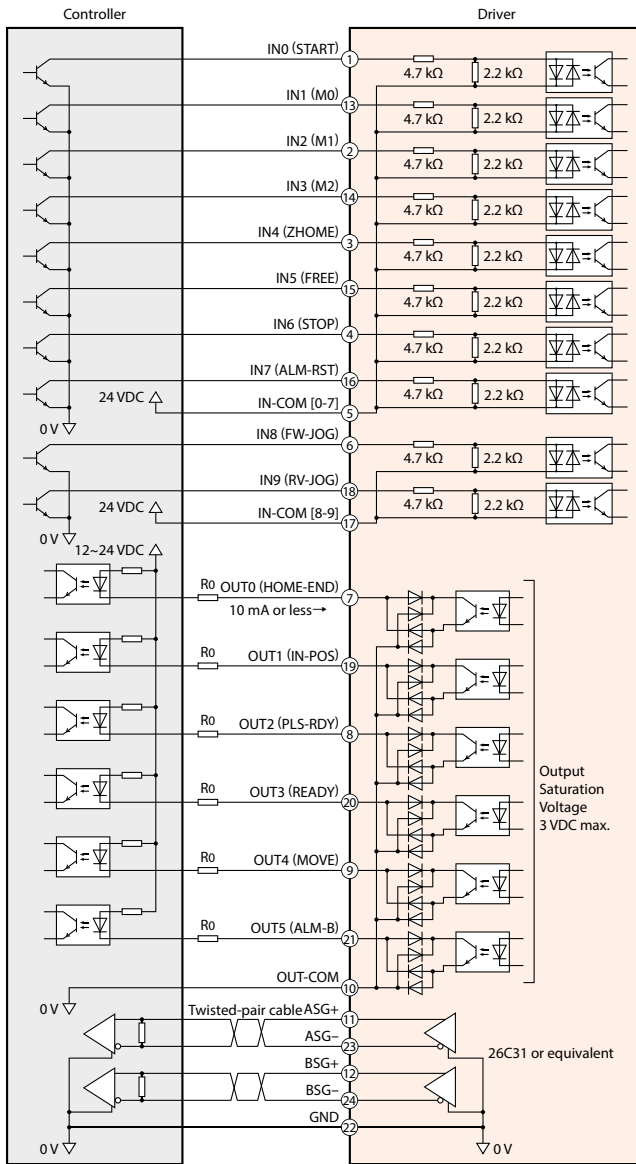 Controller
Driver
IN0 (START)
1
4.7 kΩ
2.2 kΩ
IN1 (M0)
13
4.7 kΩ
2.2 kΩ
IN2 (M1)
2
4.7 kΩ
2.2 kΩ
IN3 (M2)
14
4.7 kΩ
2.2 kΩ
IN4 (ZHOME)
3
4.7 kΩ
2.2 kΩ
IN5 (FREE)
15
4.7 kΩ
2.2 kΩ
IN6 (STOP)
4
4.7 kΩ
2.2 kΩ
IN7 (ALM-RST)
16
4.7 kΩ
2.2 kΩ
24 VDC
IN-COM [0-7]
5
0 V
IN8 (FW-JOG)
6
4.7 kΩ
2.2 kΩ
IN9 (RV-JOG)
18
4.7 kΩ
2.2 kΩ
24 VDC
IN-COM [8-9]
17
0 V
12~24 VDC
R0
OUT0 (HOME-END)
7
10 mA or less→
R0
OUT1 (IN-POS)
19
R0
OUT2 (PLS-RDY)
8
R0
OUT3 (READY)
20
Output
Saturation
Voltage
3 VDC max.
R0
OUT4 (MOVE)
9
R0
OUT5 (ALM-B)
21
OUT-COM
10
0 V
Twisted-pair cable
ASG+
11
ASG−
23
26C31 or equivalent
BSG+
12
BSG−
24
GND
22
0 V
0 V